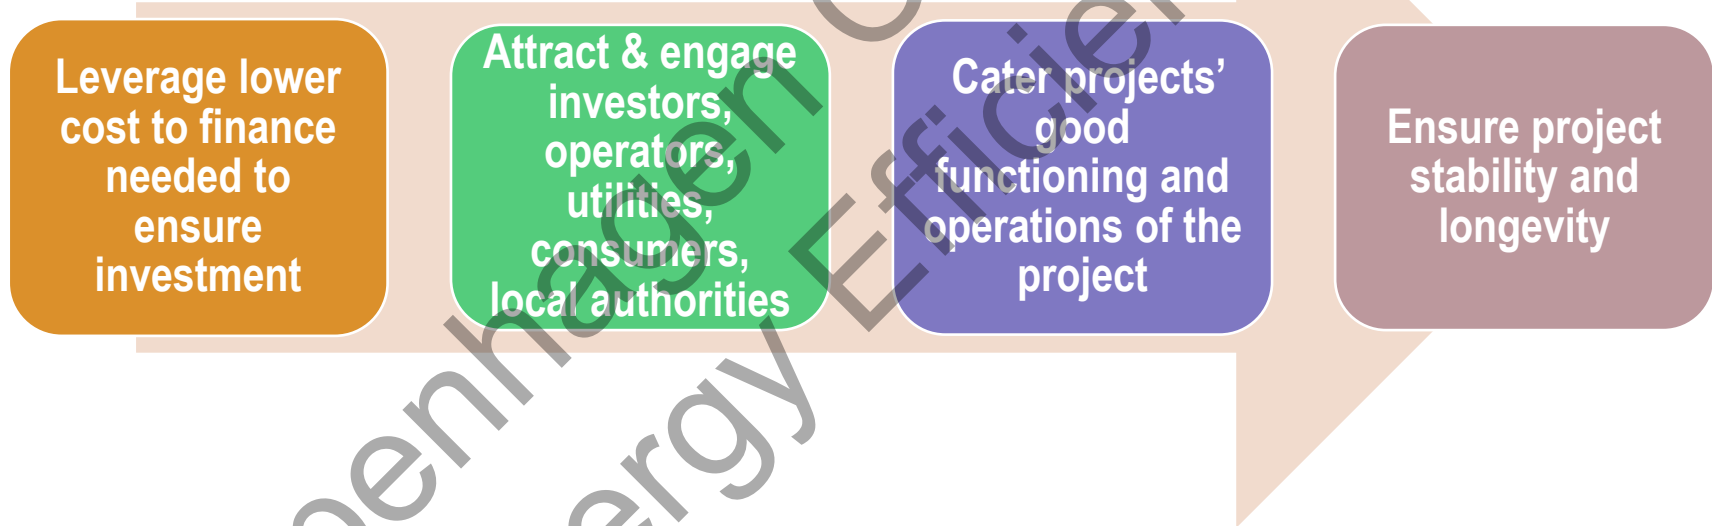 Leverage lower
cost to finance
needed to
ensure
investment
Attract & engage
investors,
operators,
utilities,
consumers,
local authorities
Cater projects'
good
functioning and
operations of the
project
Ensure project
stability and
longevity